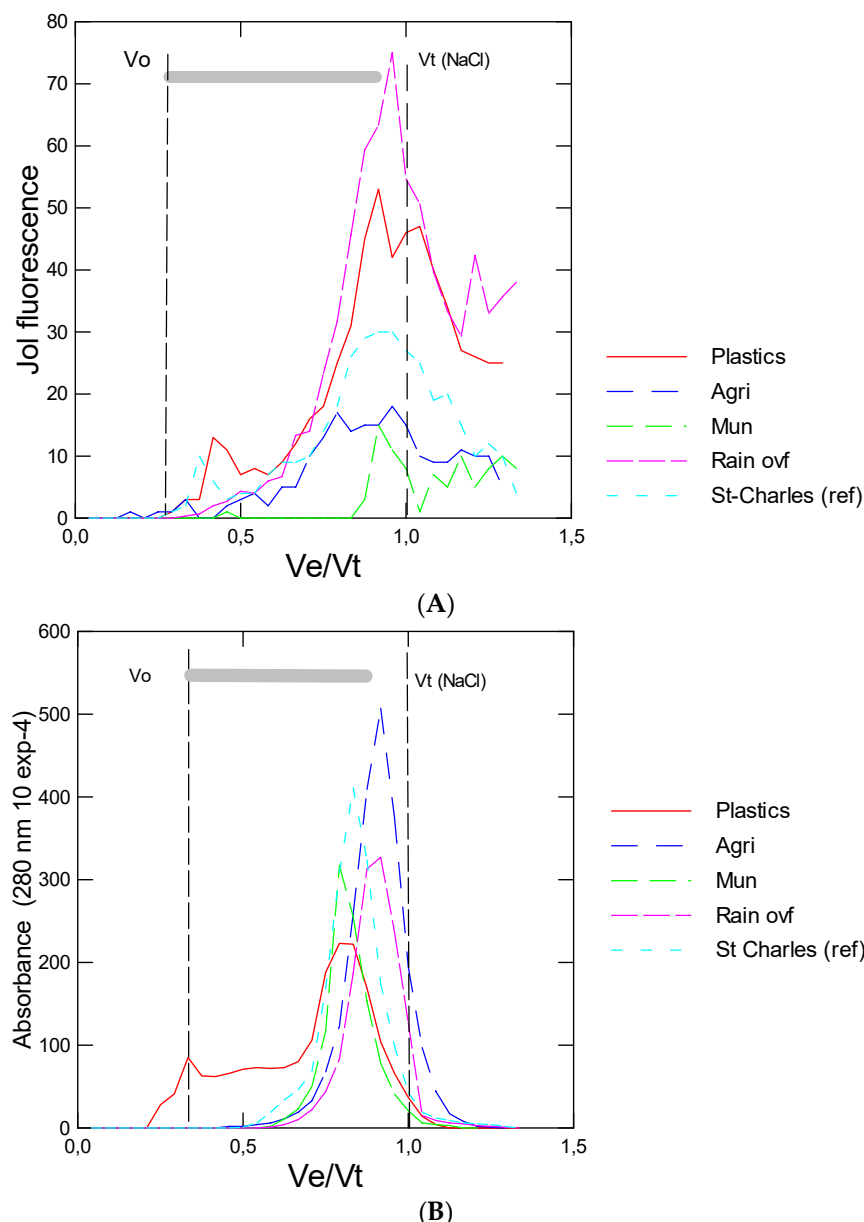 80
70
60
50
40
30
20
10
0
Jol fluorescence
Vo
Vt (NaCl)
0,5
1,0
1,5
Ve/Vt
Plastics
Agri
Mun
Rain ovf
St-Charles (ref)
(A)
600
500
400
300
200
100
0
Absorbance (280 nm 10 exp-4)
Vo
Vt (NaCl)
0,0
0,5
1,0
1,5
Ve/Vt
Plastics
Agri
Mun
Rain ovf
St Charles (ref)
(B)